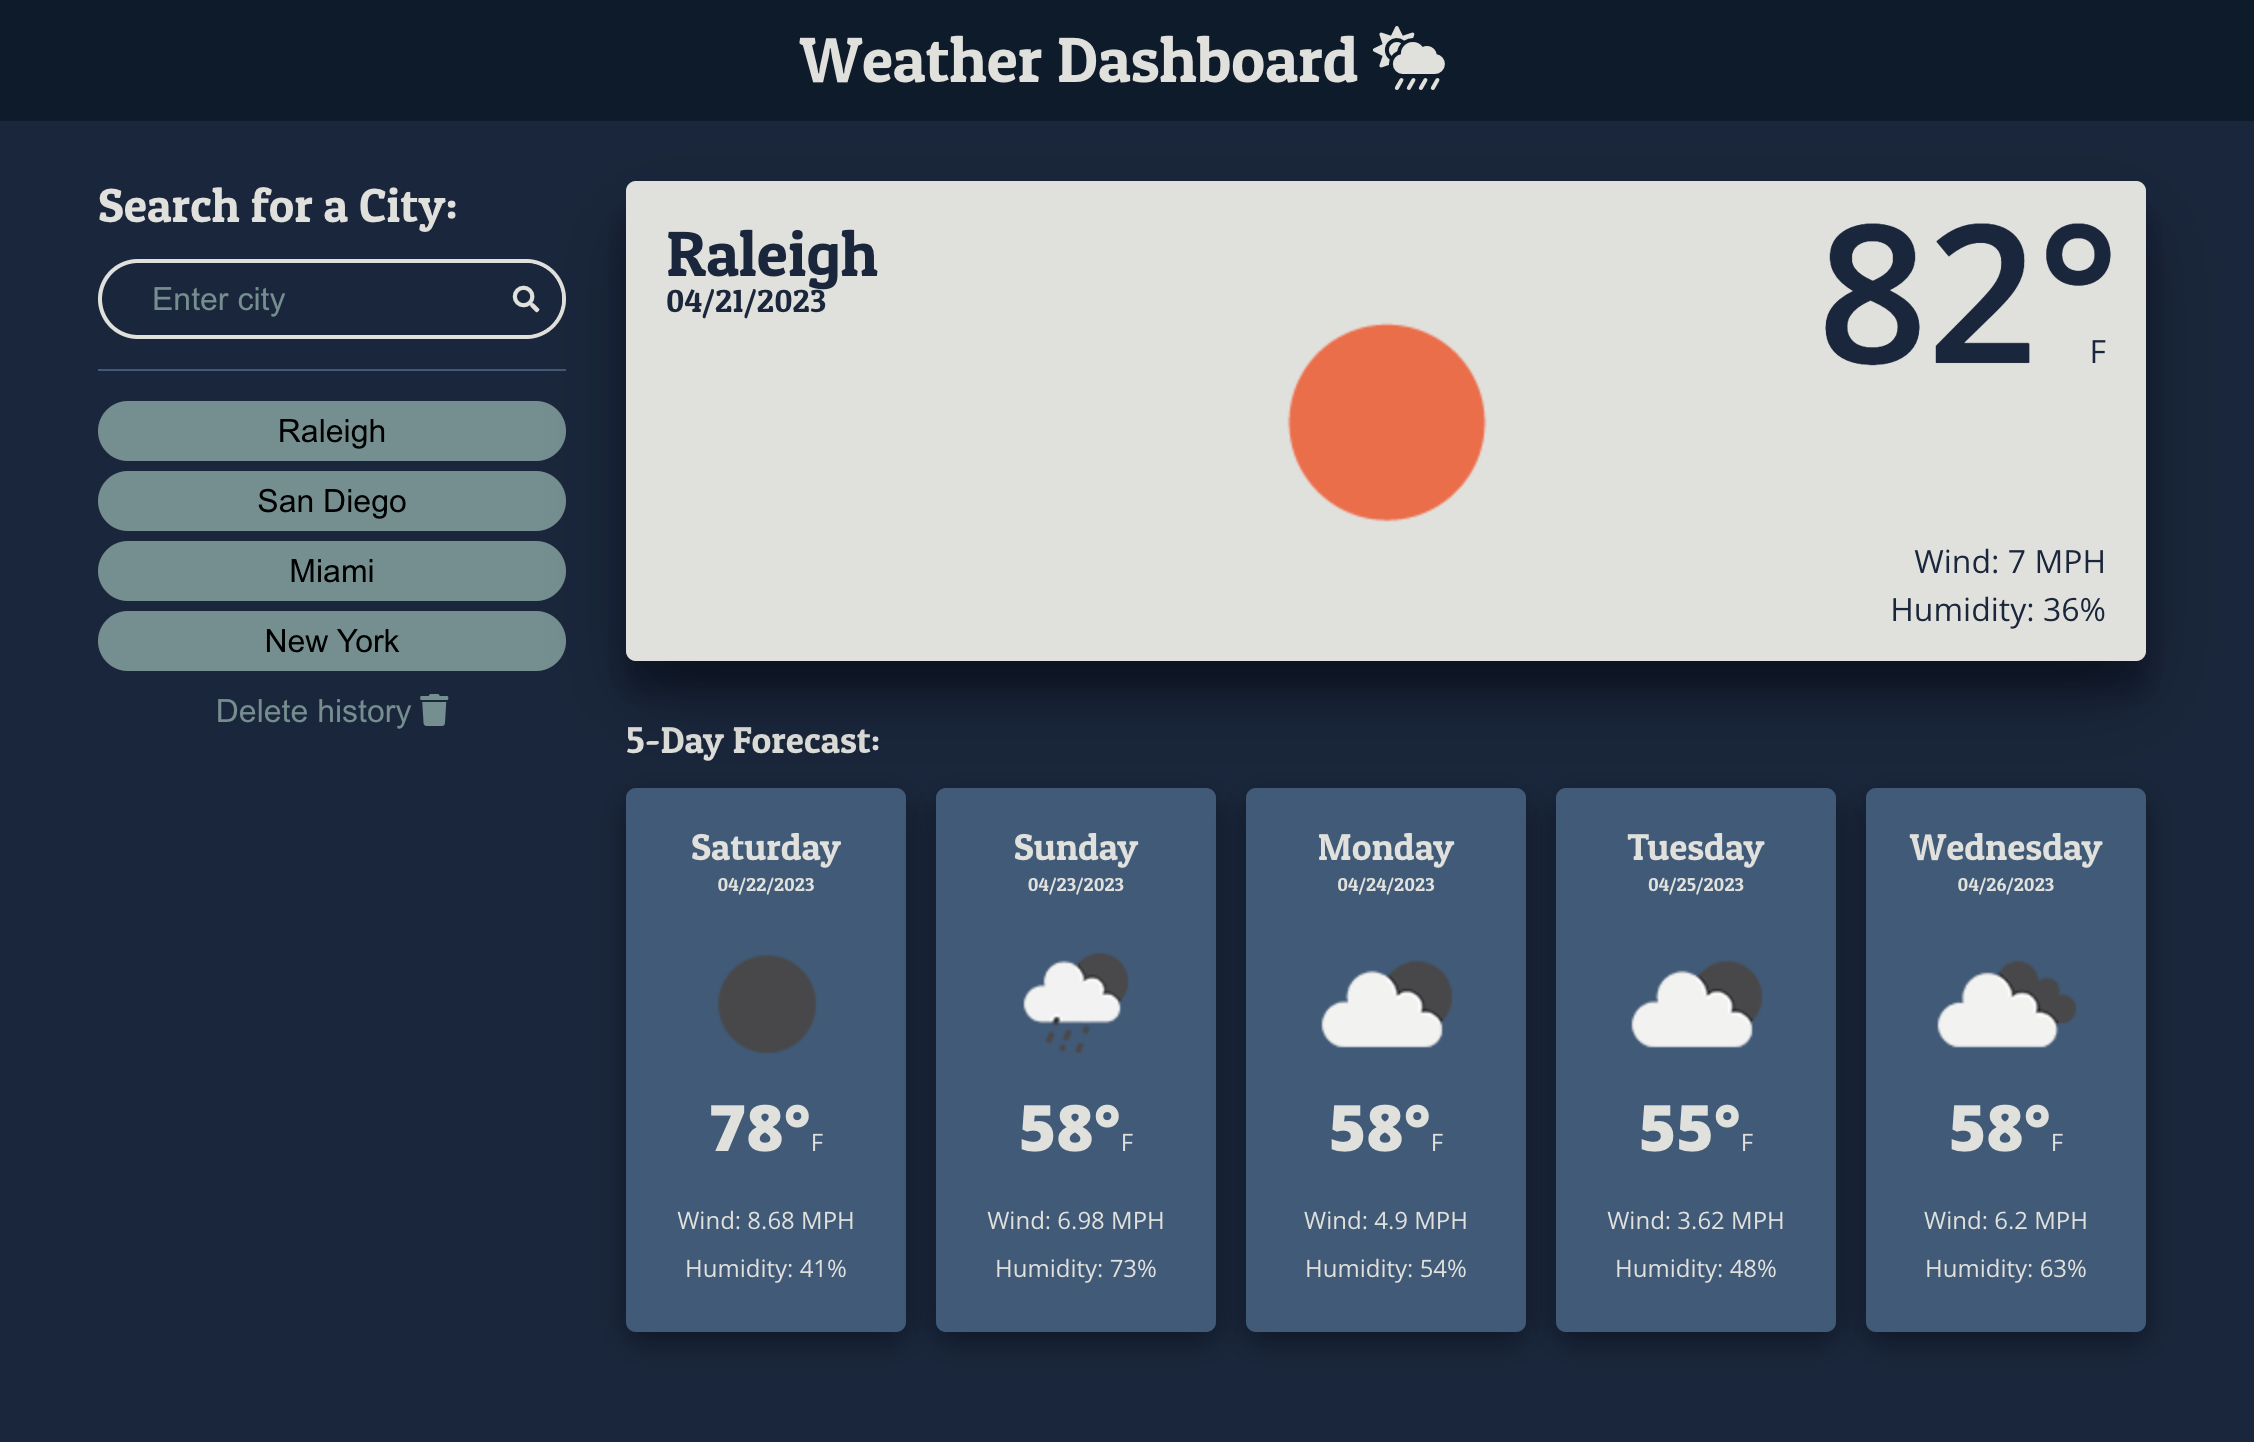 Weather Dashboard
Search for a City:
Enter city
Raleigh
San Diego
Miami
New York
Delete history
Raleigh
04/21/2023
82°
F
Wind: 7 MPH
Humidity: 36%
5-Day Forecast:
Saturday
04/22/2023
78°F
Wind: 8.68 MPH
Humidity: 41%
Sunday
04/23/2023
58°F
Wind: 6.98 MPH
Humidity: 73%
Monday
04/24/2023
58°F
Wind: 4.9 MPH
Humidity: 54%
Tuesday
04/25/2023
55°F
Wind: 3.62 MPH
Humidity: 48%
Wednesday
04/26/2023
58°F
Wind: 6.2 MPH
Humidity: 63%